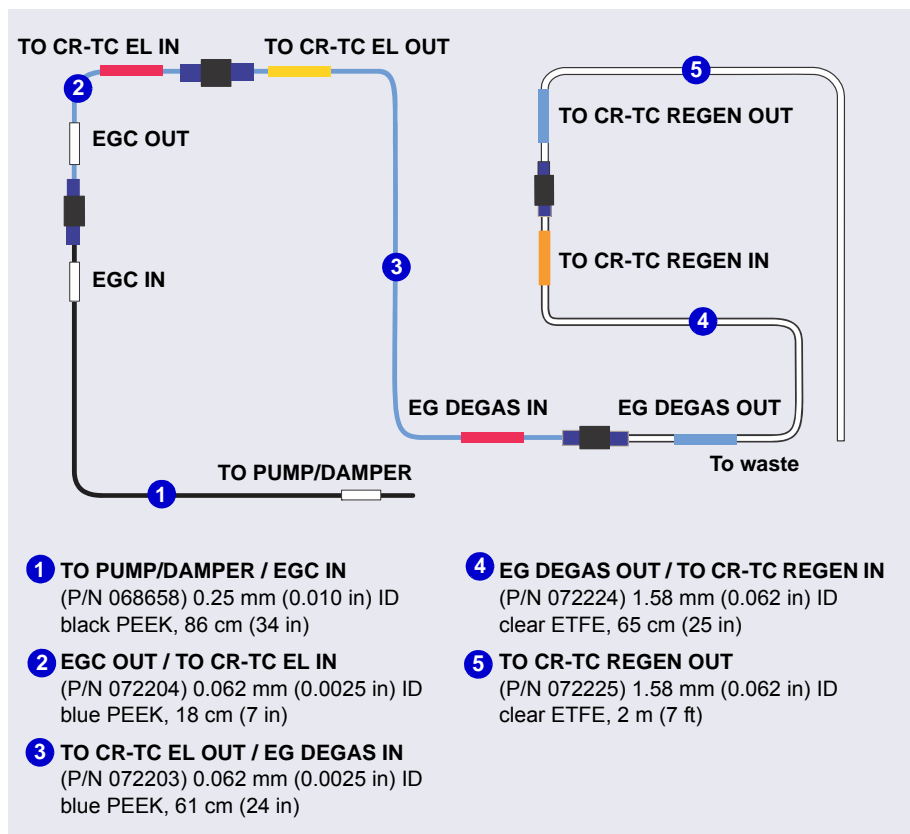 TO CR-TC EL IN
TO CR-TC EL OUT
2
EGC OUT
EGC IN
3
TO PUMP/DAMPER
1
5
TO CR-TC REGEN OUT
TO CR-TC REGEN IN
4
EG DEGAS IN
EG DEGAS OUT
To waste
1 TO PUMP/DAMPER / EGC IN
(P/N 068658) 0.25 mm (0.010 in) ID
black PEEK, 86 cm (34 in)
2 EGC OUT / TO CR-TC EL IN
(P/N 072204) 0.062 mm (0.0025 in) ID
blue PEEK, 18 cm (7 in)
3 TO CR-TC EL OUT / EG DEGAS IN
(P/N 072203) 0.062 mm (0.0025 in) ID
blue PEEK, 61 cm (24 in)
4 EG DEGAS OUT / TO CR-TC REGEN IN
(P/N 072224) 1.58 mm (0.062 in) ID
clear ETFE, 65 cm (25 in)
5 TO CR-TC REGEN OUT
(P/N 072225) 1.58 mm (0.062 in) ID
clear ETFE, 2 m (7 ft)